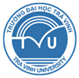 TRƯỜNG ĐẠI HỌC TRÀ VINH
TVU
TRA VINH UNIVERSITY